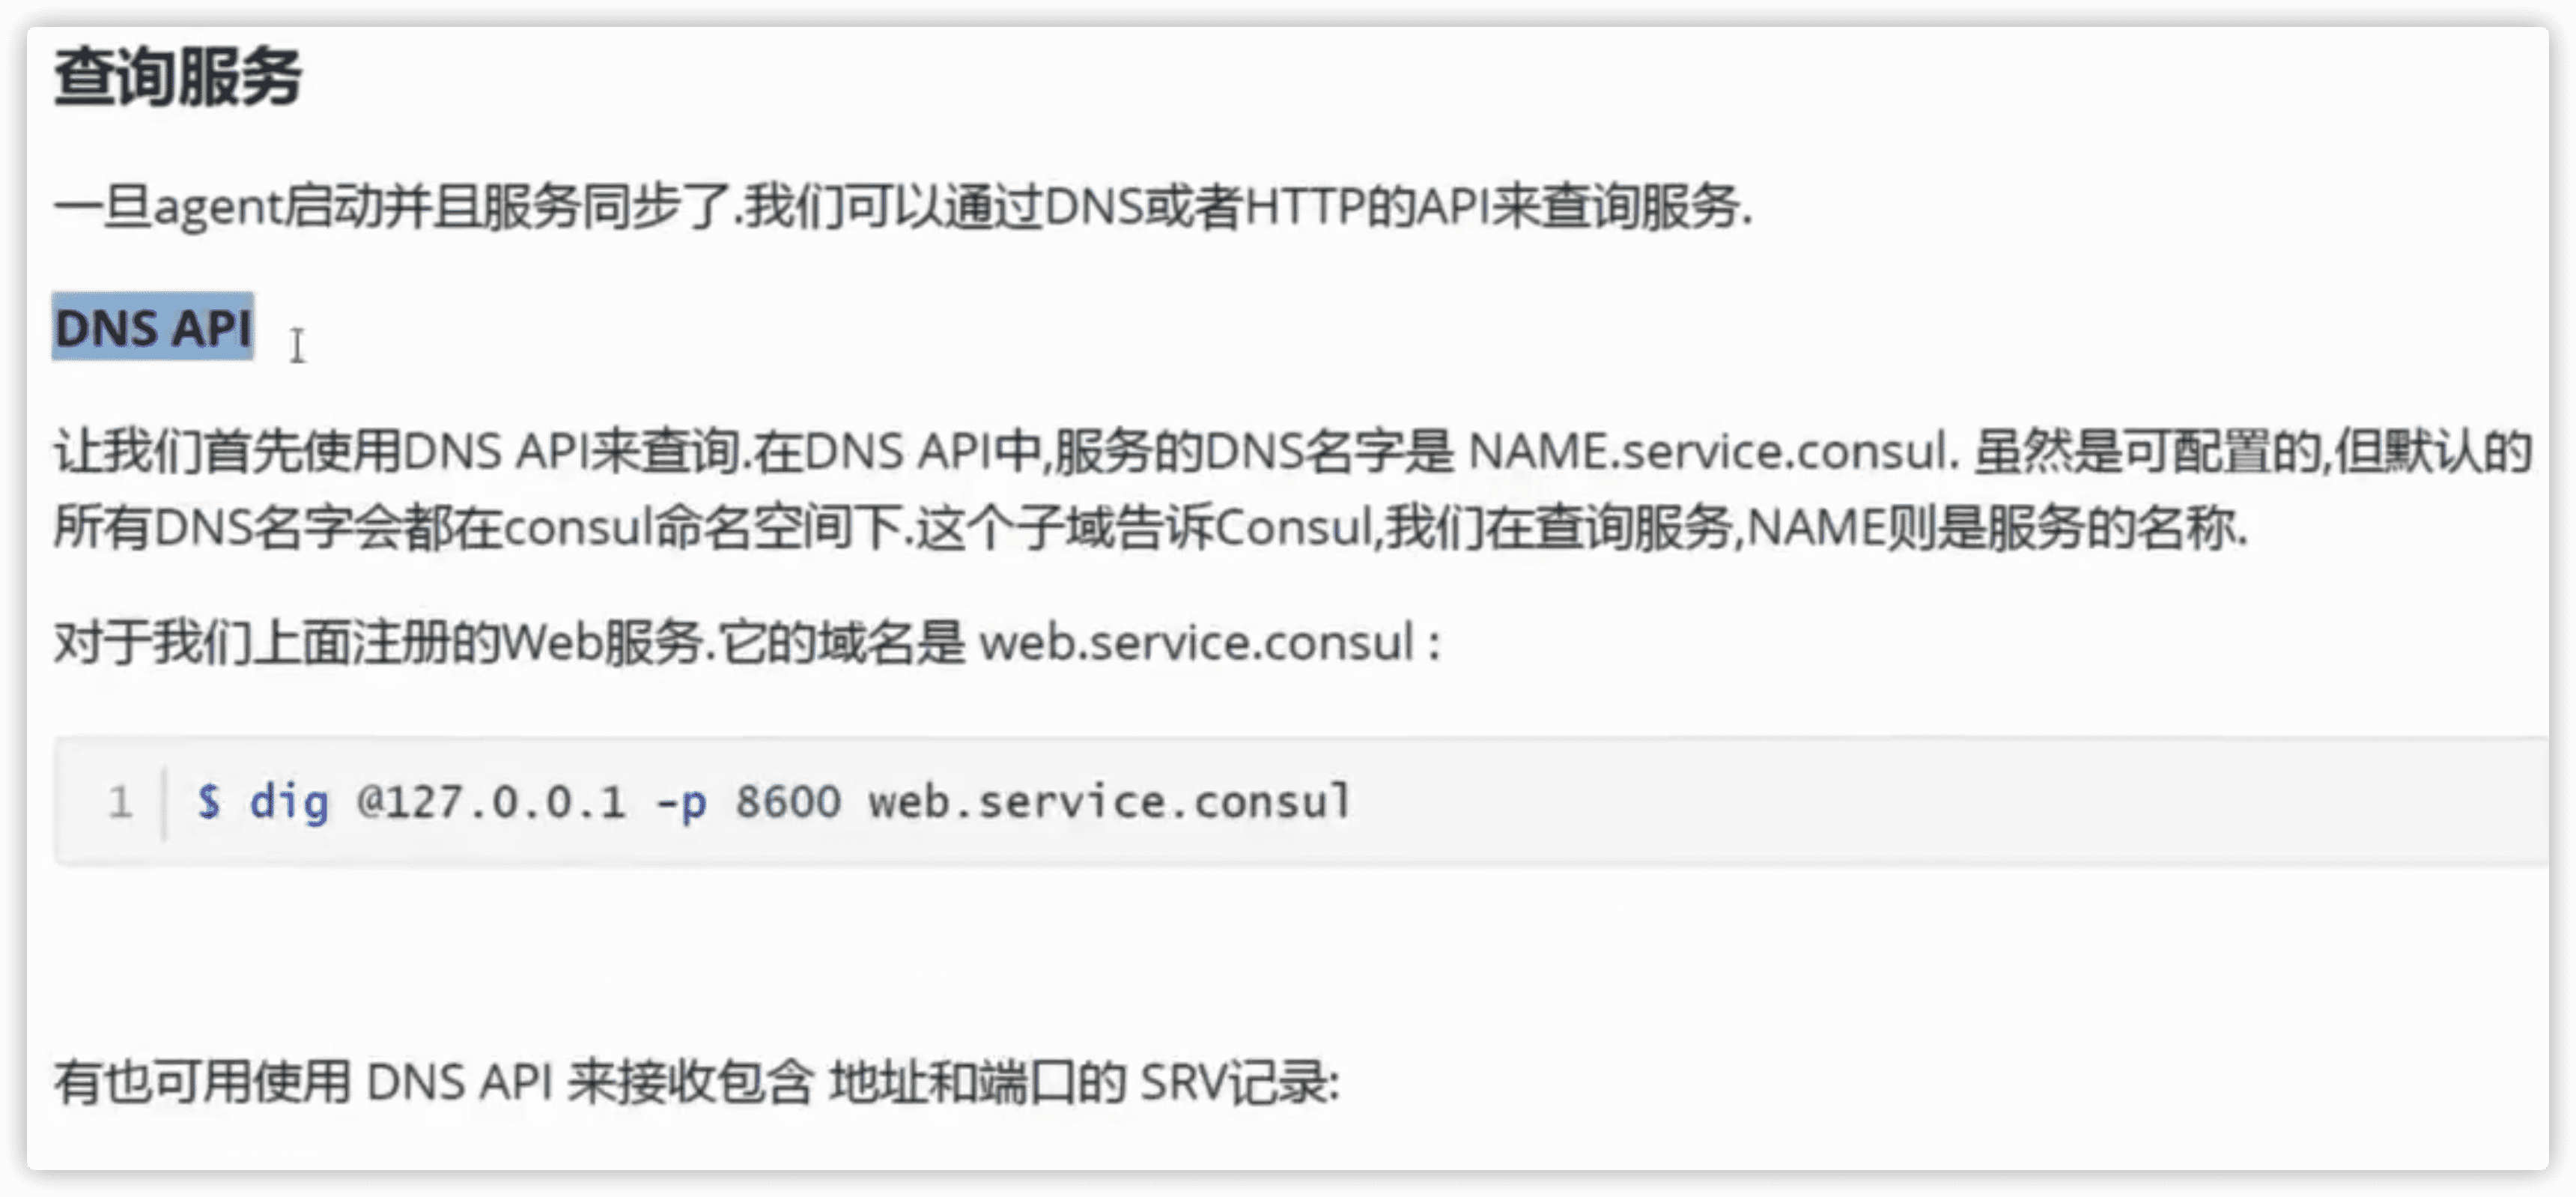 查询服务
一旦agent启动并且服务同步了.我们可以通过DNS或者HTTP的API来查询服务.
DNS API
让我们首先使用DNS API来查询.在DNS API中,服务的DNS名字是 NAME.service.consul. 虽然是可配置的,但默认的
所有DNS名字会都在consul命名空间下.这个子域告诉Consul,我们在查询服务,NAME则是服务的名称.
对于我们上面注册的Web服务.它的域名是 web.service.consul :
1 $ dig @127.0.0.1 -p 8600 web.service.consul
有也可用使用 DNS API 来接收包含 地址和端口的 SRV记录: